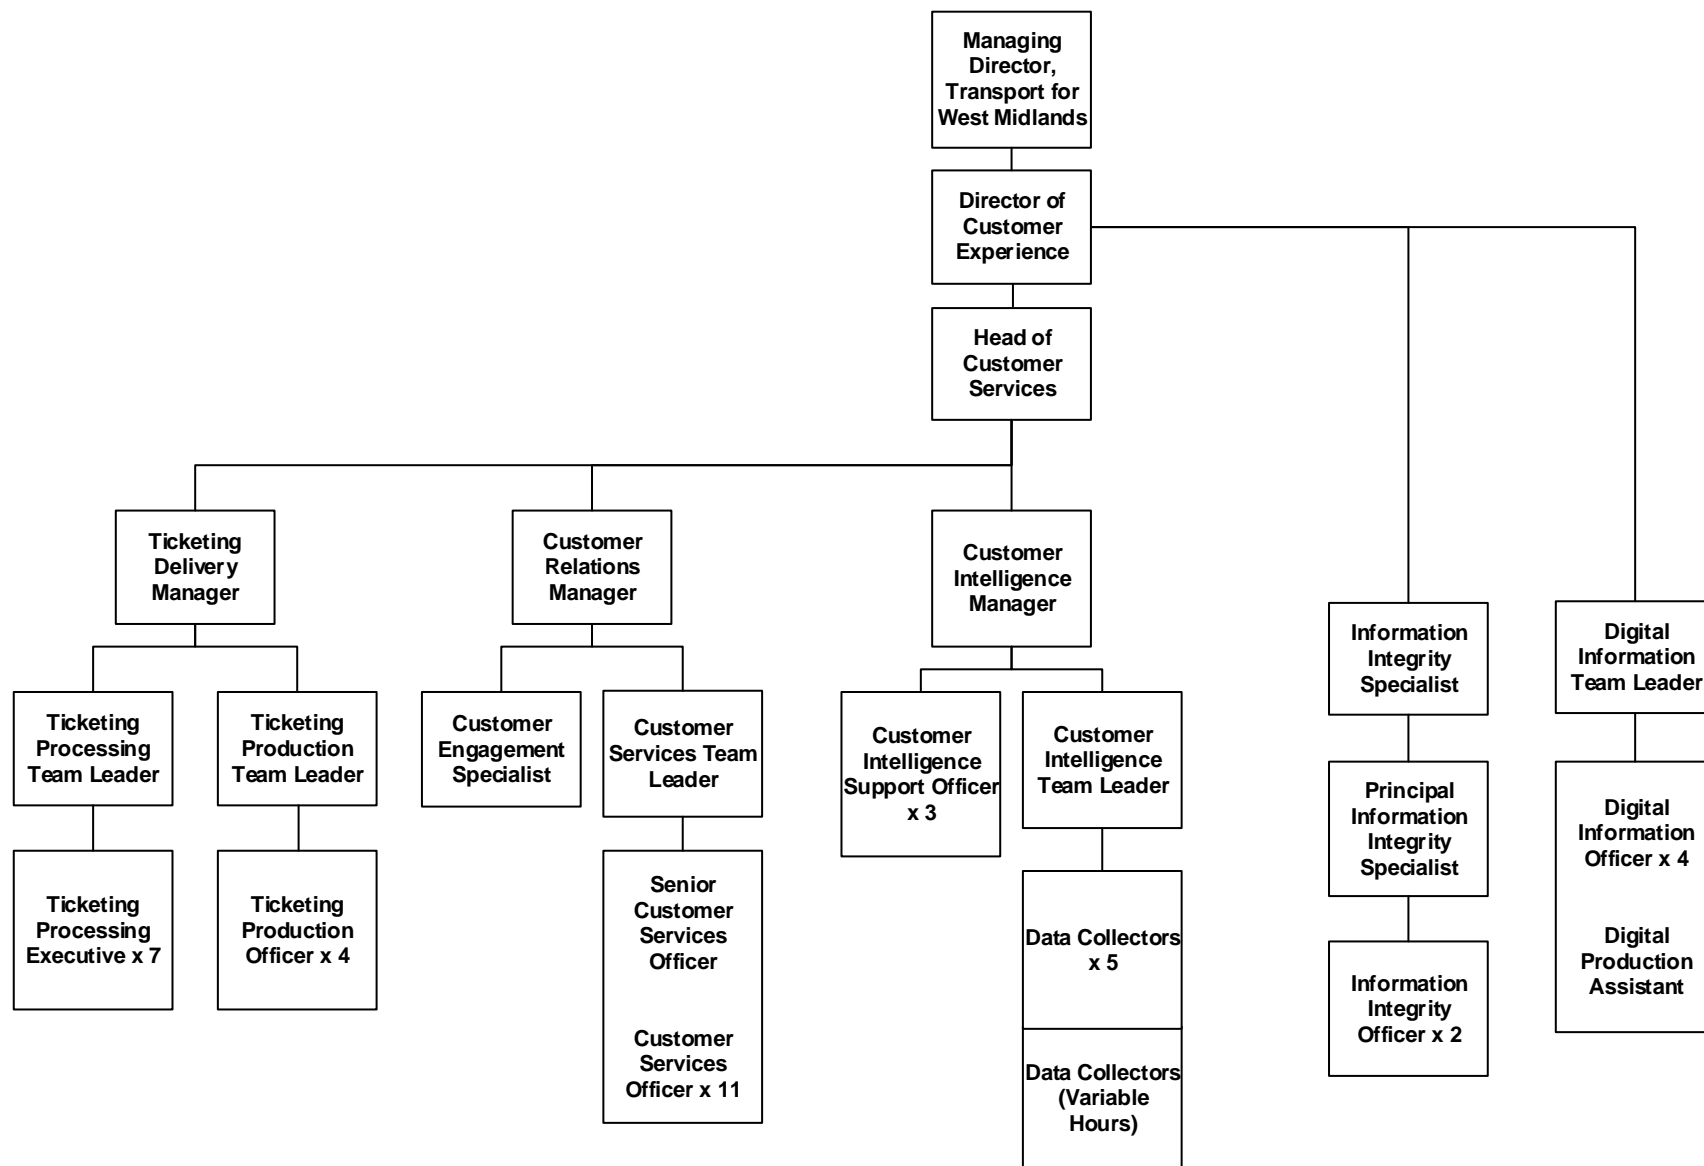 Managing
Director,
Transport for
West Midlands
Director of
Customer
Experience
Head of
Customer
Services
Ticketing
Delivery
Manager
Customer
Relations
Manager
Customer
Intelligence
Manager
Information
Integrity
Specialist
Digital
Information
Team Leader
Ticketing
Processing
Team Leader
Ticketing
Production
Team Leader
Customer
Engagement
Specialist
Customer
Services Team
Leader
Customer
Intelligence
Support Officer
x 3
Customer
Intelligence
Team Leader
Principal
Information
Integrity
Specialist
Digital
Information
Officer x 4
Digital
Production
Assistant
Ticketing
Processing
Executive x 7
Ticketing
Production
Officer x 4
Senior
Customer
Services
Officer
Customer
Services
Officer x 11
Data Collectors
x 5
Data Collectors
(Variable
Hours)
Information
Integrity
Officer x 2